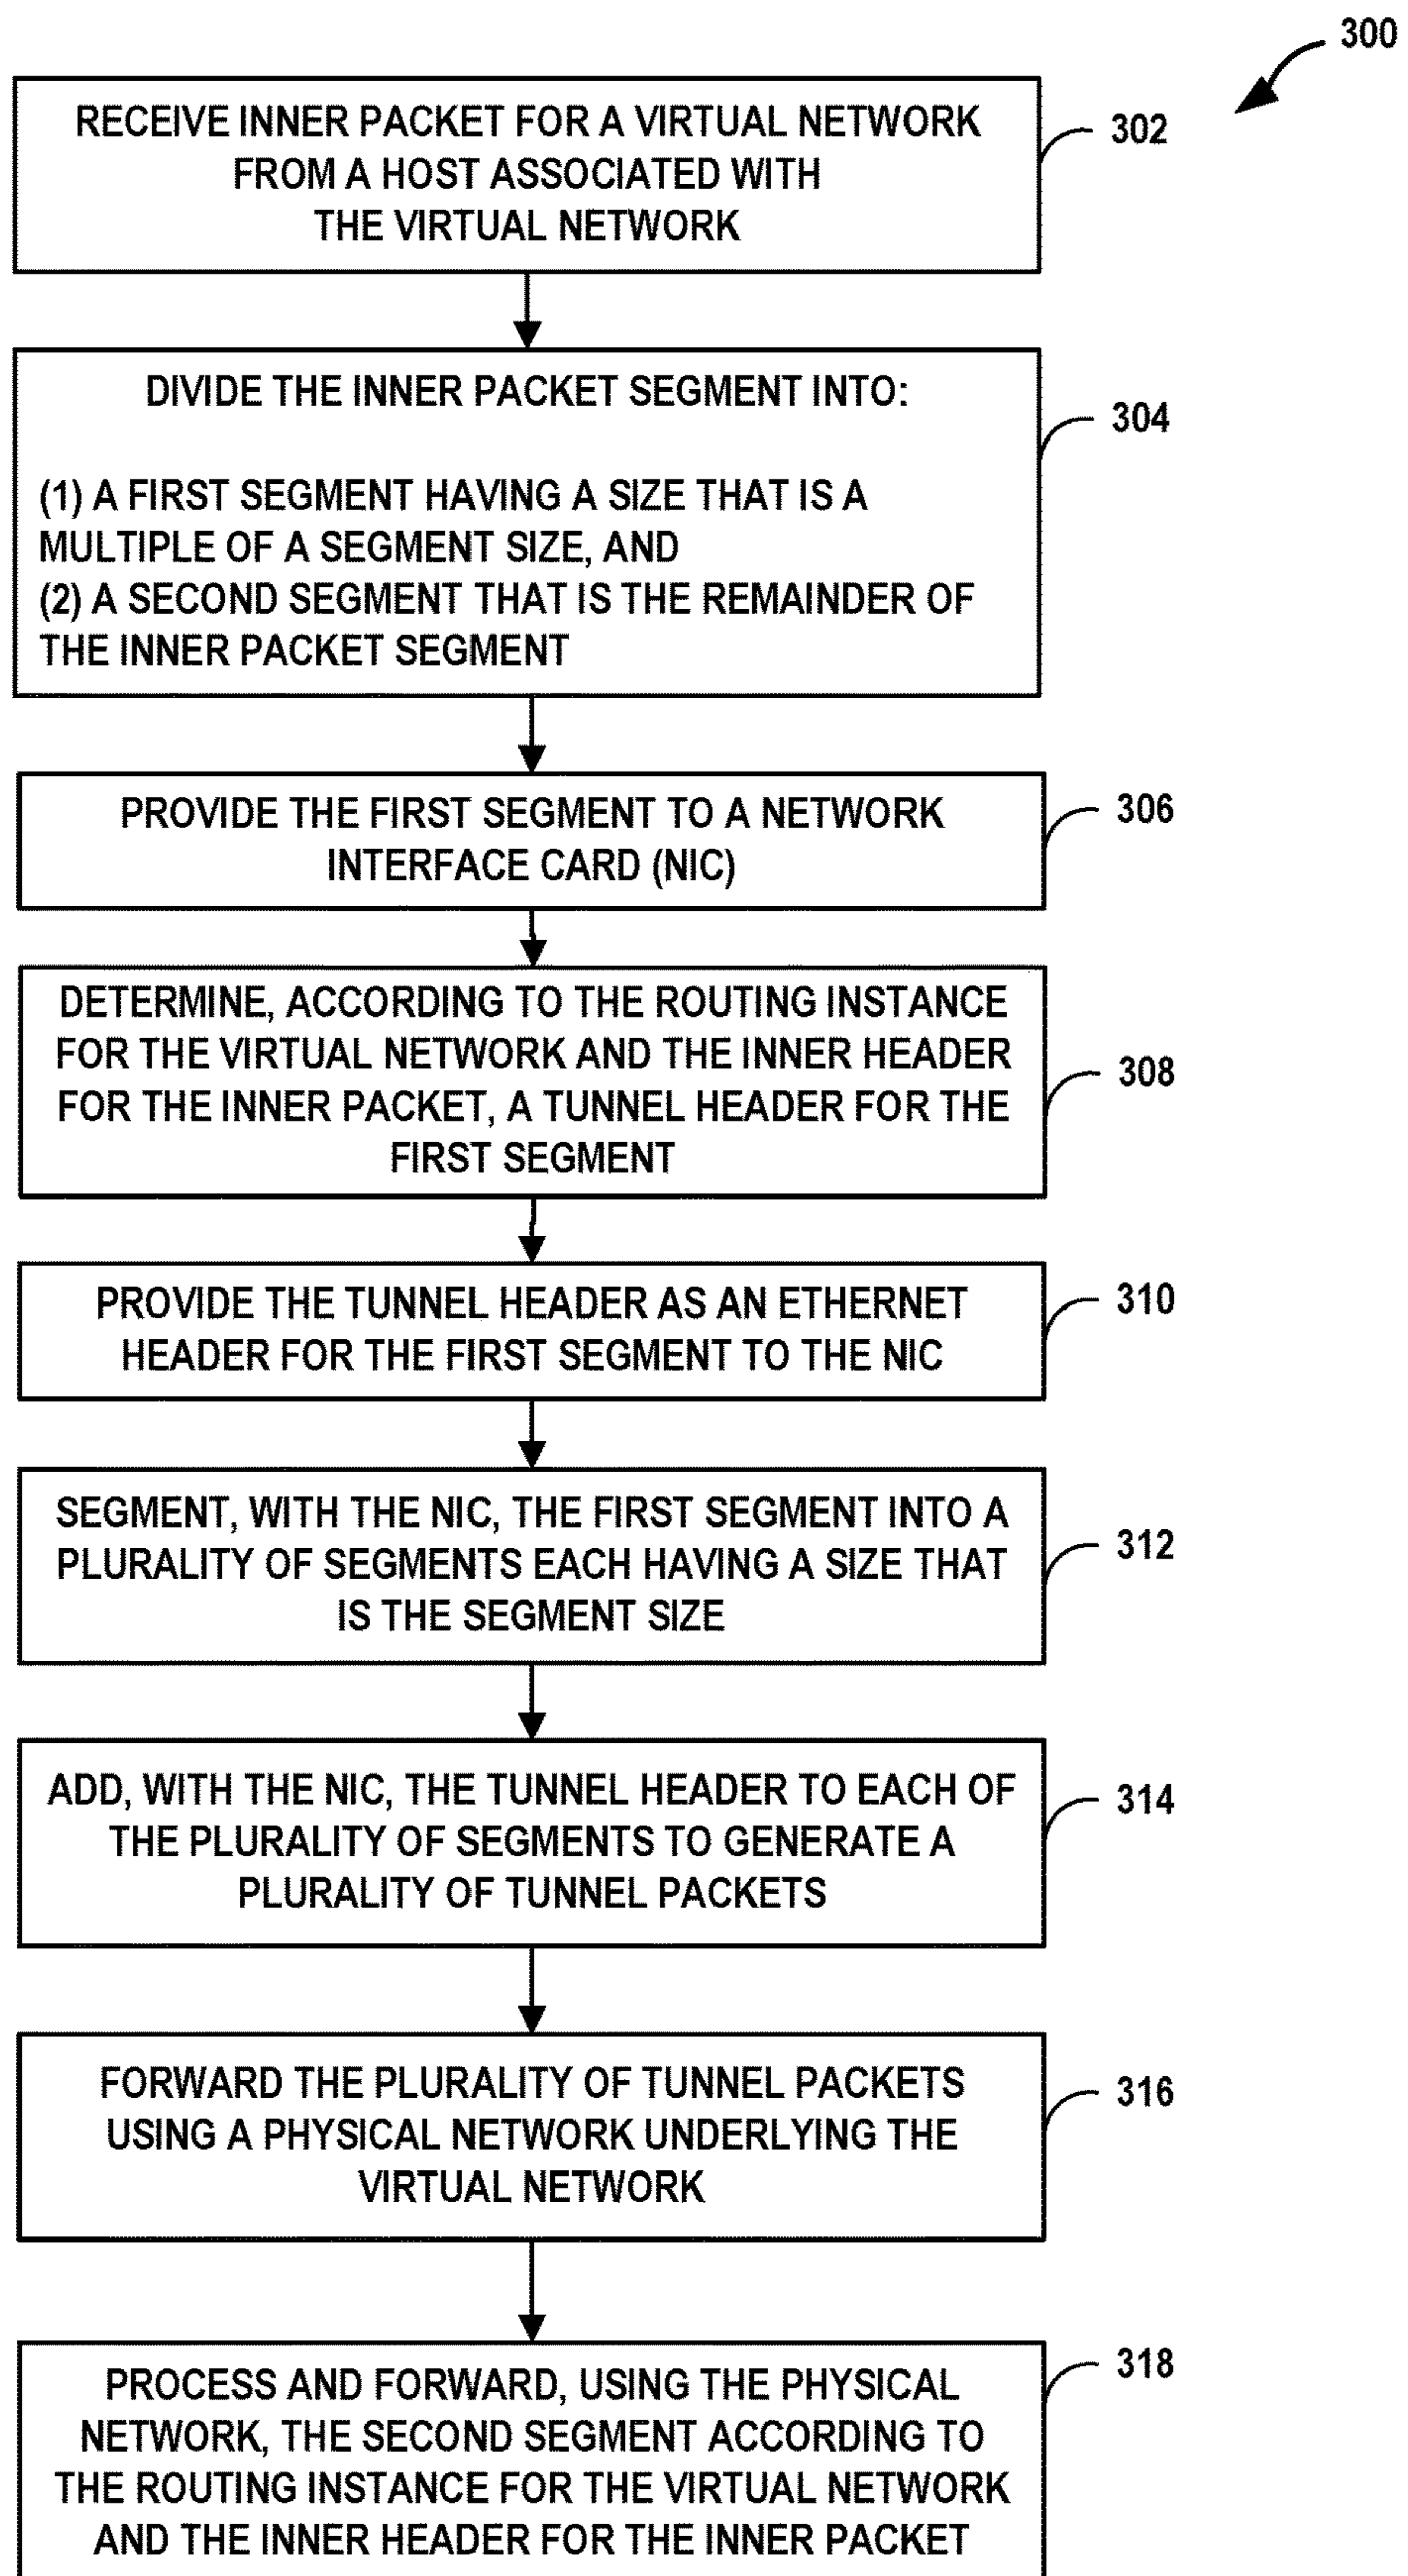 300
RECEIVE INNER PACKET FOR A VIRTUAL NETWORK
FROM A HOST ASSOCIATED WITH
THE VIRTUAL NETWORK
302
DIVIDE THE INNER PACKET SEGMENT INTO:
(1) A FIRST SEGMENT HAVING A SIZE THAT IS A
MULTIPLE OF A SEGMENT SIZE, AND
(2) A SECOND SEGMENT THAT IS THE REMAINDER OF
THE INNER PACKET SEGMENT
304
PROVIDE THE FIRST SEGMENT TO A NETWORK
INTERFACE CARD (NIC)
306
DETERMINE, ACCORDING TO THE ROUTING INSTANCE
FOR THE VIRTUAL NETWORK AND THE INNER HEADER
FOR THE INNER PACKET, A TUNNEL HEADER FOR THE
FIRST SEGMENT
308
PROVIDE THE TUNNEL HEADER AS AN ETHERNET
HEADER FOR THE FIRST SEGMENT TO THE NIC
310
SEGMENT, WITH THE NIC, THE FIRST SEGMENT INTO A
PLURALITY OF SEGMENTS EACH HAVING A SIZE THAT
IS THE SEGMENT SIZE
312
ADD, WITH THE NIC, THE TUNNEL HEADER TO EACH OF
THE PLURALITY OF SEGMENTS TO GENERATE A
PLURALITY OF TUNNEL PACKETS
314
FORWARD THE PLURALITY OF TUNNEL PACKETS
USING A PHYSICAL NETWORK UNDERLYING THE
VIRTUAL NETWORK
316
PROCESS AND FORWARD, USING THE PHYSICAL
NETWORK, THE SECOND SEGMENT ACCORDING TO
THE ROUTING INSTANCE FOR THE VIRTUAL NETWORK
AND THE INNER HEADER FOR THE INNER PACKET
318